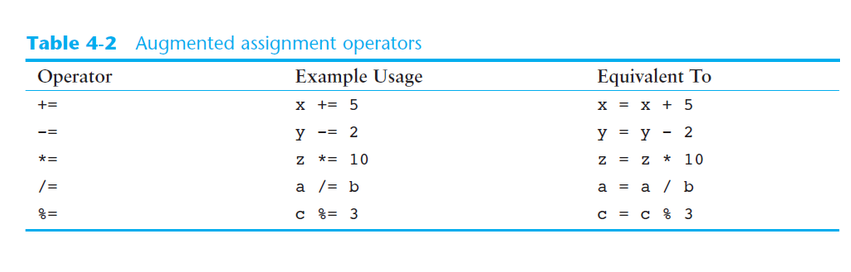 Table 4-2 Augmented assignment operators
Operator Example Usage Equivalent To
+= x += 5 x = x + 5
-= y -= 2 y = y - 2
*= z *= 10 z = z * 10
/= a /= b a = a / b
%= c %= 3 c = c % 3